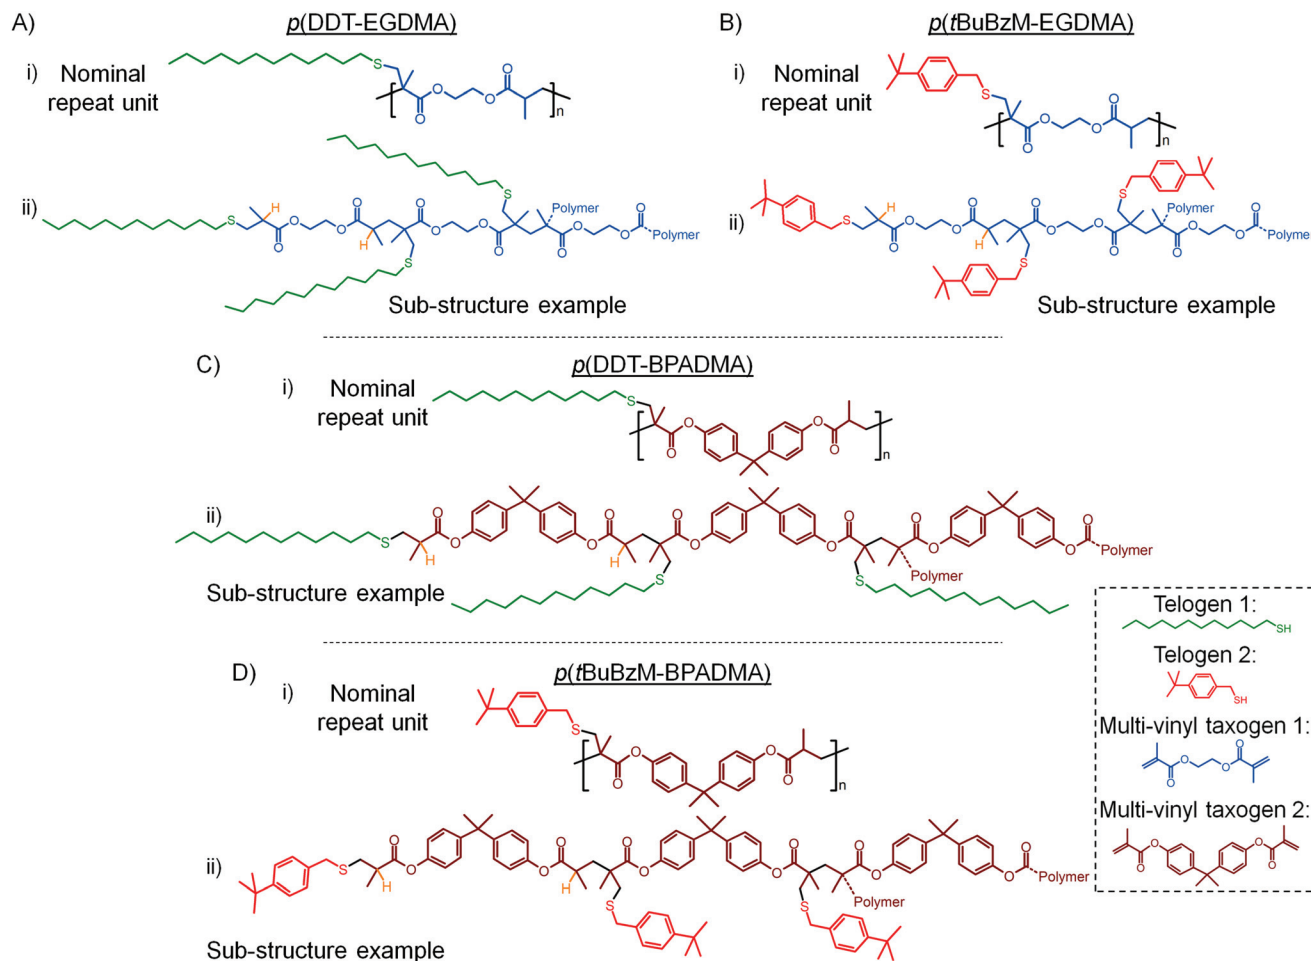 A)
p(DDT-EGDMA)
i) Nominal
repeat unit
S
O
O
O
O
n
ii)
S
H
O
O
O
O
H
S
O
O
S
O
O
Polymer
O
O
O
O
Polymer
Sub-structure example
B)
p(tBuBzM-EGDMA)
i)
Nominal
repeat unit
S
O
O
O
O
n
ii)
S
H
O
O
O
O
H
S
O
O
S
O
O
Polymer
O
O
O
O
Polymer
Sub-structure example
C)
p(DDT-BPADMA)
i) Nominal
repeat unit
S
O
O
O
O
n
ii)
S
H
O
O
O
O
H
S
O
O
O
O
S
Polymer
O
O
O
O
Polymer
Sub-structure example
D)
p(tBuBzM-BPADMA)
i) Nominal
repeat unit
S
O
O
O
O
n
ii)
S
H
O
O
O
O
H
S
O
O
O
O
S
Polymer
O
O
O
O
Polymer
Sub-structure example
Telogen 1:
SH
Telogen 2:
SH
Multi-vinyl taxogen 1:
O
O
O
O
Multi-vinyl taxogen 2:
O
O
O
O